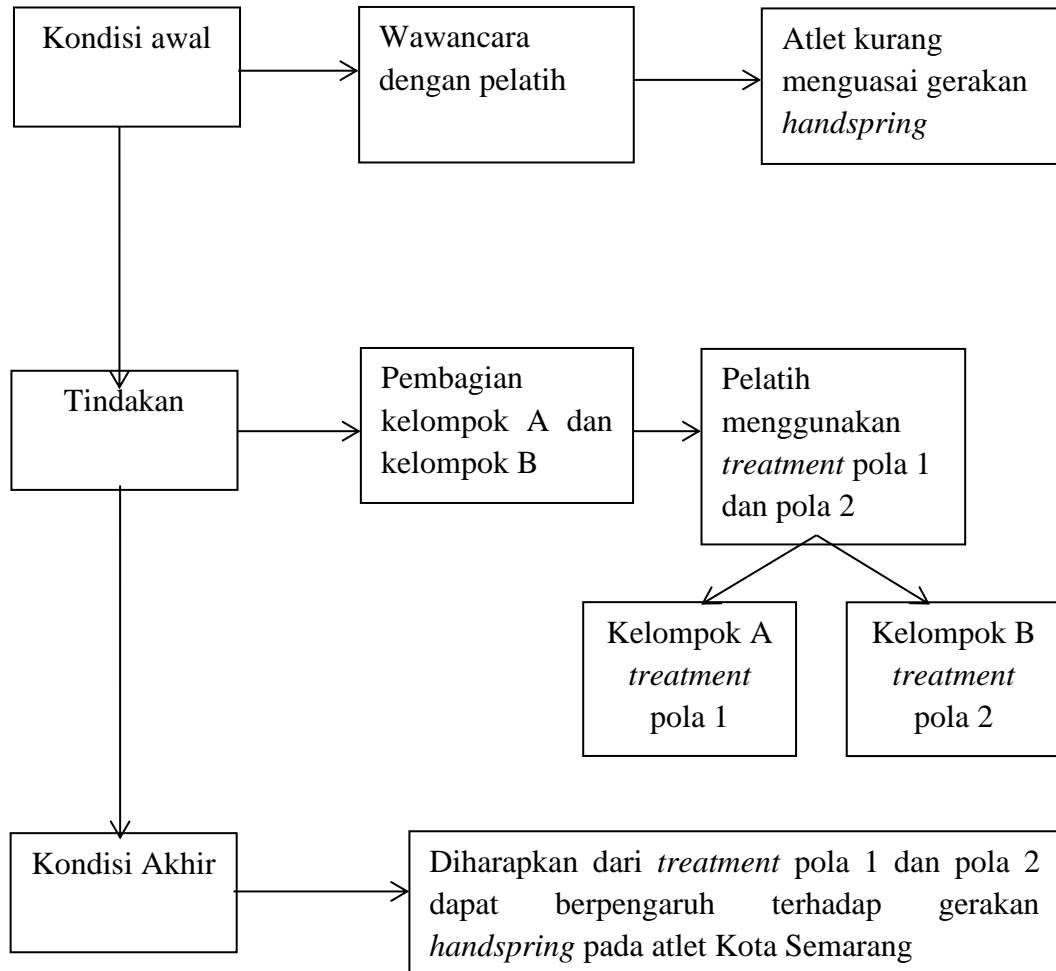 Kondisi awal
Wawancara
dengan pelatih
Atlet kurang
menguasai gerakan
handspring
Tindakan
Pembagian
kelompok A dan
kelompok B
Pelatih
menggunakan
treatment pola 1
dan pola 2
Kelompok A
treatment
pola 1
Kelompok B
treatment
pola 2
Kondisi Akhir
Diharapkan dari treatment pola 1 dan pola 2
dapat berpengaruh terhadap gerakan
handspring pada atlet Kota Semarang